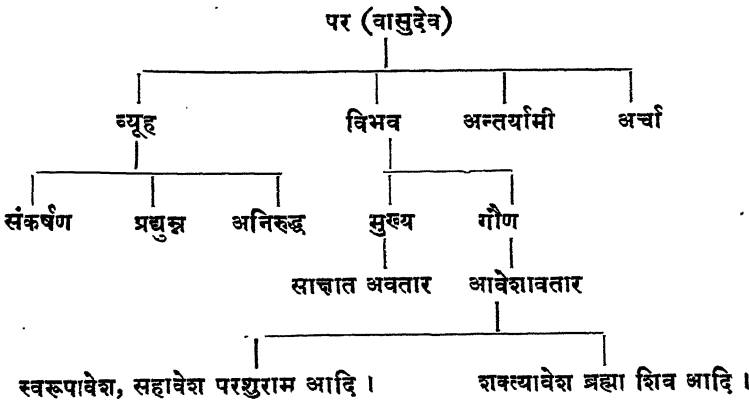 पर (वासुदेव)
व्यूह विभव अन्तर्यामी अर्चा
संकर्षण प्रद्युम्न अनिरुद्ध मुख्य गौण
साक्षात अवतार आवेशावतार
स्वरूपावेश, सहावेश परशुराम आदि । शक्त्यावेश ब्रह्मा शिव आदि ।